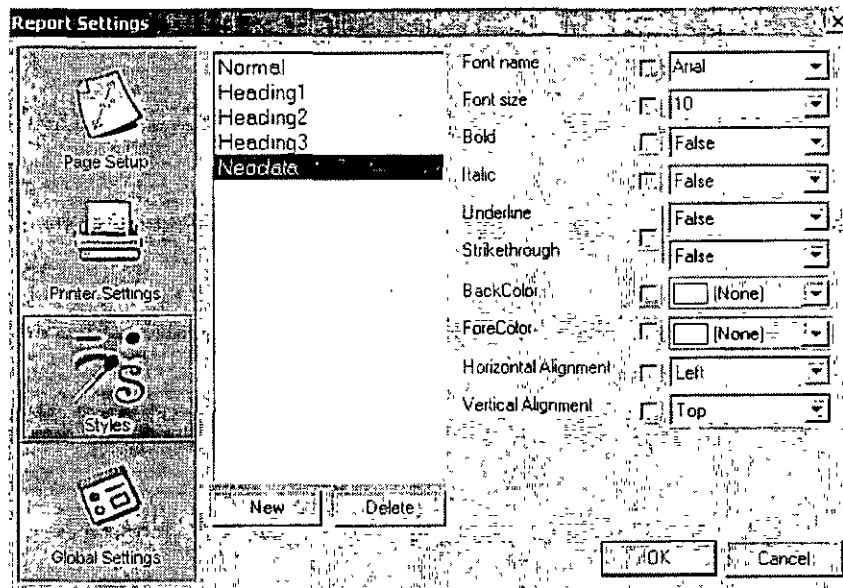 Report Settings
Page Setup
Printer Settings
Styles
Global Settings
Normal
Heading1
Heading2
Heading3
Neodata
New
Delete
Font name
Arial
Font size
10
Bold
False
Italic
False
Underline
False
Strikethrough
False
BackColor
(None)
ForeColor
(None)
Horizontal Alignment
Left
Vertical Alignment
Top
OK
Cancel